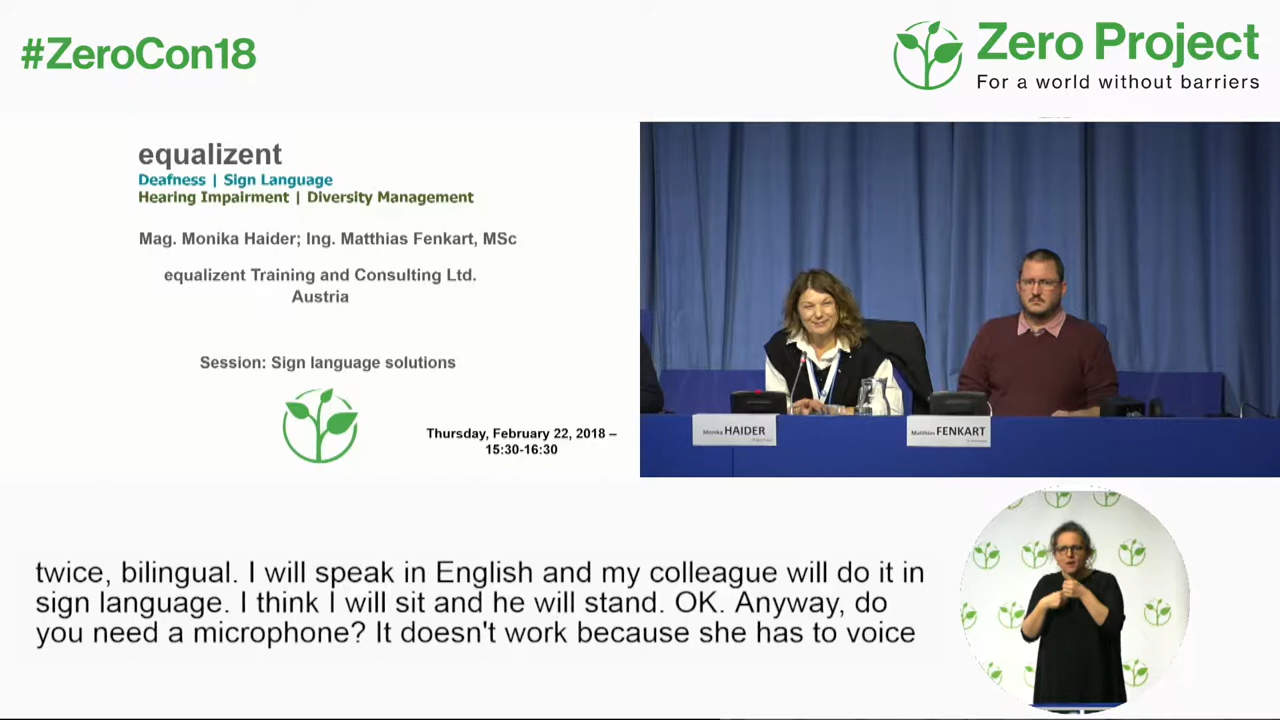 #ZeroCon18
Zero Project
For a world without barriers
equalizent
Deafness | Sign Language
Hearing Impairment | Diversity Management
Mag. Monika Haider; Ing. Matthias Fenkart, MSc
equalizent Training and Consulting Ltd.
Austria
Session: Sign language solutions
Thursday, February 22, 2018 –
15:30-16:30
Monika HAIDER
Matthias FENKART
twice, bilingual. I will speak in English and my colleague will do it in
sign language. I think I will sit and he will stand. OK. Anyway, do
you need a microphone? It doesn't work because she has to voice